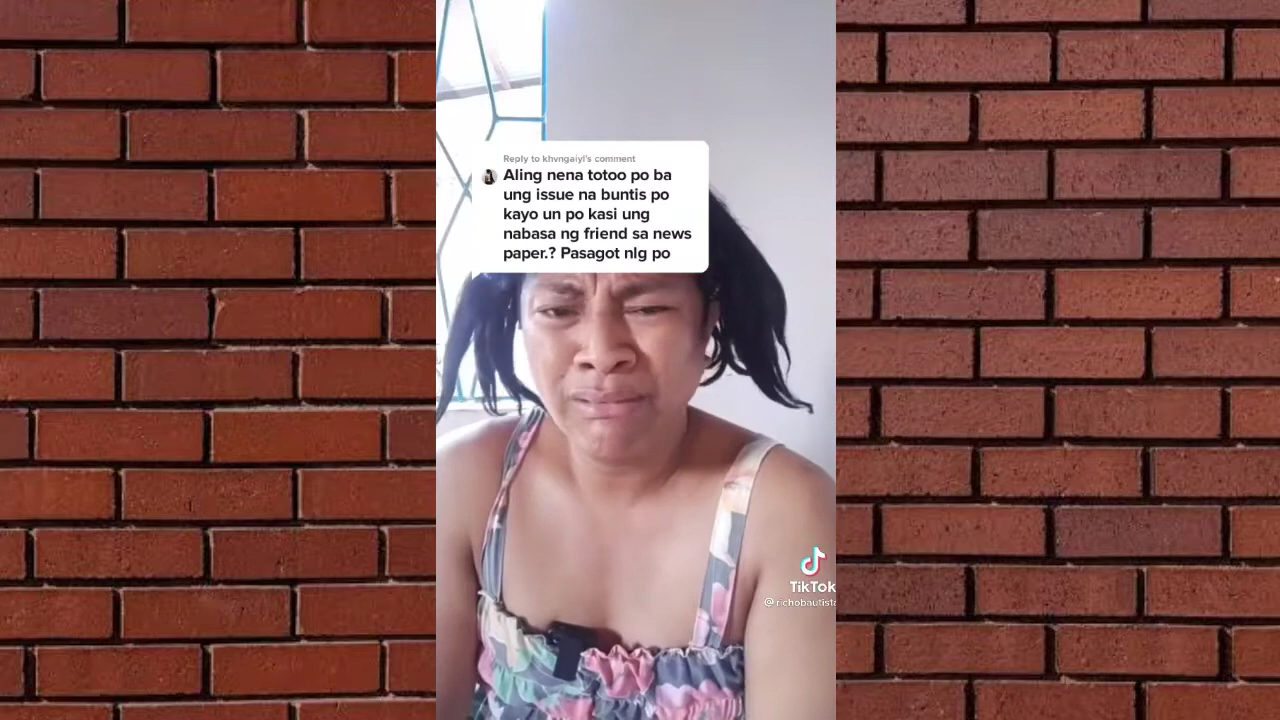 Reply to khvngaiyl's comment
Aling nena totoo po ba
ung issue na buntis po
kayo un po kasi ung
nabasa ng friend sa news
paper.? Pasagot nlg po
TikTok
@richobautista